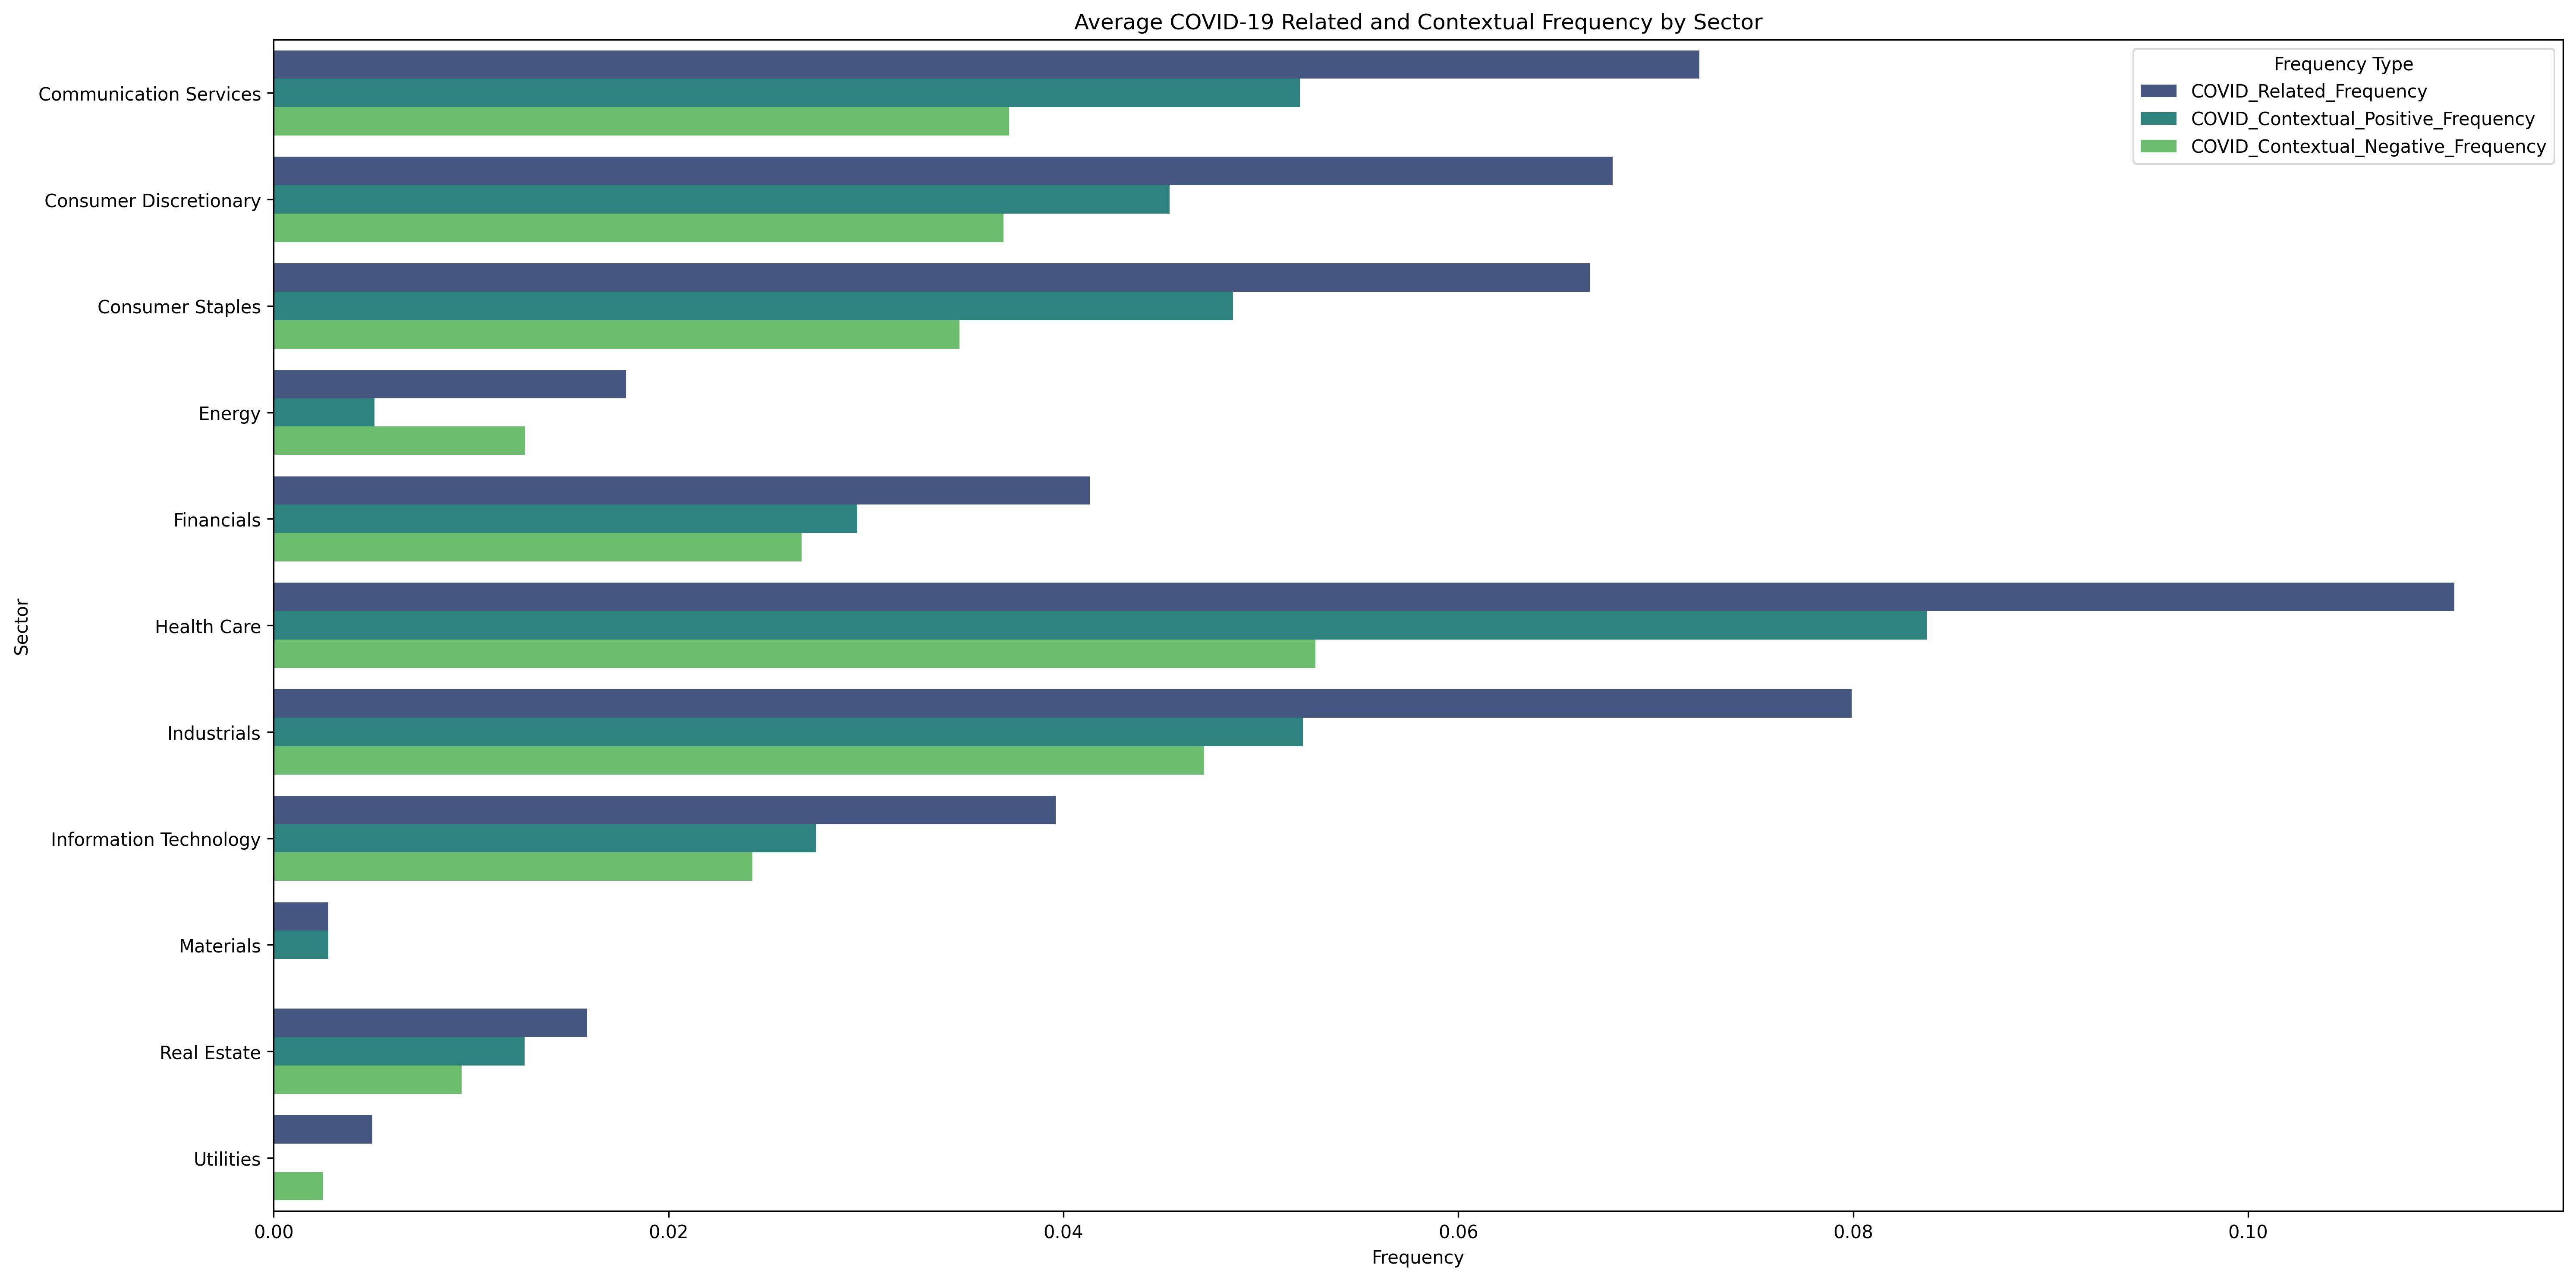 Average COVID-19 Related and Contextual Frequency by Sector
Frequency Type
COVID_Related_Frequency
COVID_Contextual_Positive_Frequency
COVID_Contextual_Negative_Frequency
Sector
Communication Services
Consumer Discretionary
Consumer Staples
Energy
Financials
Health Care
Industrials
Information Technology
Materials
Real Estate
Utilities
0.00 0.02 0.04 0.06 0.08 0.10
Frequency